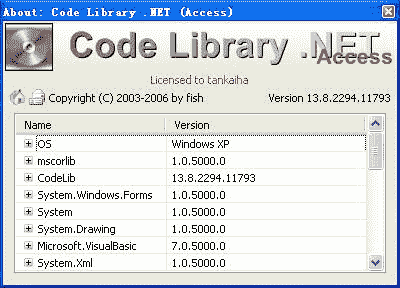 About: Code Library .NET (Access)
Code Library .NET
Access
Licensed to tankaiha
Copyright (C) 2003-2006 by fish Version 13.8.2294.11793
Name Version
OS Windows XP
mscorlib 1.0.5000.0
CodeLib 13.8.2294.11793
System.Windows.Forms 1.0.5000.0
System 1.0.5000.0
System.Drawing 1.0.5000.0
Microsoft.VisualBasic 7.0.5000.0
System.Xml 1.0.5000.0